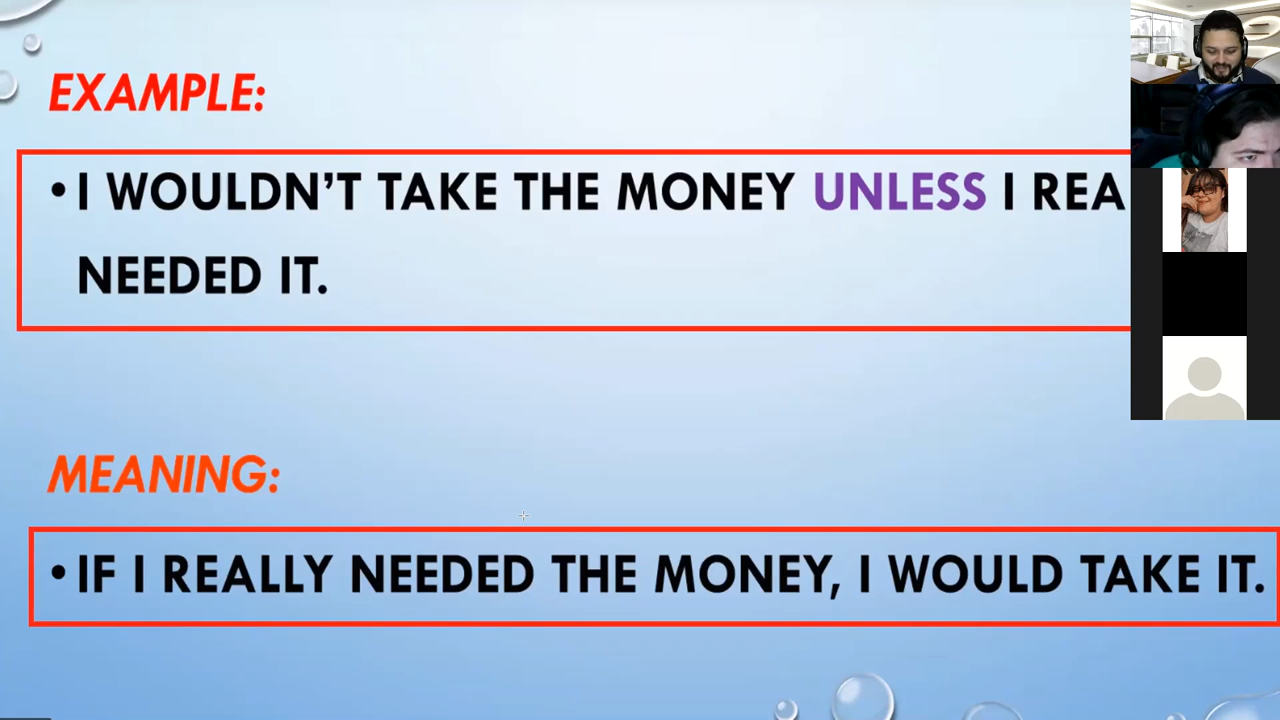 EXAMPLE:
• I WOULDN’T TAKE THE MONEY UNLESS I REA
NEEDED IT.
MEANING:
• IF I REALLY NEEDED THE MONEY, I WOULD TAKE IT.